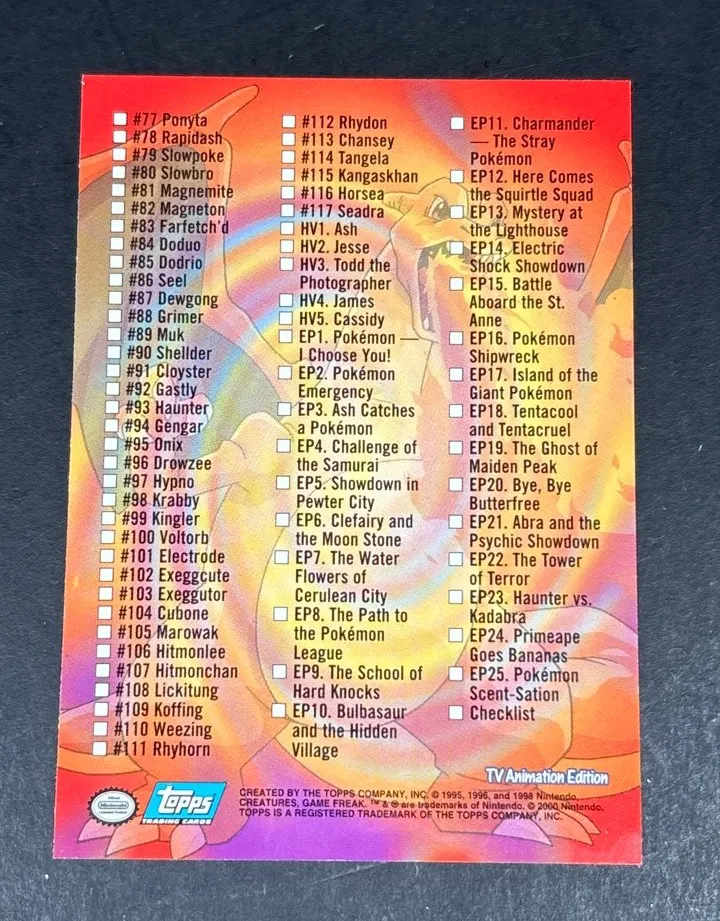 #77 Ponyta
#78 Rapidash
#79 Slowpoke
#80 Slowbro
#81 Magnemite
#82 Magneton
#83 Farfetch'd
#84 Doduo
#85 Dodrio
#86 Seel
#87 Dewgong
#88 Grimer
#89 Muk
#90 Shellder
#91 Cloyster
#92 Gastly
#93 Haunter
#94 Gengar
#95 Onix
#96 Drowzee
#97 Hypno
#98 Krabby
#99 Kingler
#100 Voltorb
#101 Electrode
#102 Exeggcute
#103 Exeggutor
#104 Cubone
#105 Marowak
#106 Hitmonlee
#107 Hitmonchan
#108 Lickitung
#109 Koffing
#110 Weezing
#111 Rhyhorn
#112 Rhydon
#113 Chansey
#114 Tangela
#115 Kangaskhan
#116 Horsea
#117 Seadra
HV1. Ash
HV2. Jesse
HV3. Todd the
Photographer
HV4. James
HV5. Cassidy
EP1. Pokémon —
I Choose You!
EP2. Pokémon
Emergency
EP3. Ash Catches
a Pokémon
EP4. Challenge of
the Samurai
EP5. Showdown in
Pewter City
EP6. Clefairy and
the Moon Stone
EP7. The Water
Flowers of
Cerulean City
EP8. The Path to
the Pokémon
League
EP9. The School of
Hard Knocks
EP10. Bulbasaur
and the Hidden
Village
EP11. Charmander
— The Stray
Pokémon
EP12. Here Comes
the Squirtle Squad
EP13. Mystery at
the Lighthouse
EP14. Electric
Shock Showdown
EP15. Battle
Aboard the St.
Anne
EP16. Pokémon
Shipwreck
EP17. Island of the
Giant Pokémon
EP18. Tentacool
and Tentacruel
EP19. The Ghost of
Maiden Peak
EP20. Bye, Bye
Butterfree
EP21. Abra and the
Psychic Showdown
EP22. The Tower
of Terror
EP23. Haunter vs.
Kadabra
EP24. Primeape
Goes Bananas
EP25. Pokémon
Scent-Sation
Checklist
TV Animation Edition
Official
Nintendo
Licensed Product
topps
TRADING CARDS
CREATED BY THE TOPPS COMPANY, INC. © 1995, 1996, and 1998 Nintendo,
CREATURES, GAME FREAK. ™ & ® are trademarks of Nintendo. © 2000 Nintendo.
TOPPS IS A REGISTERED TRADEMARK OF THE TOPPS COMPANY, INC.